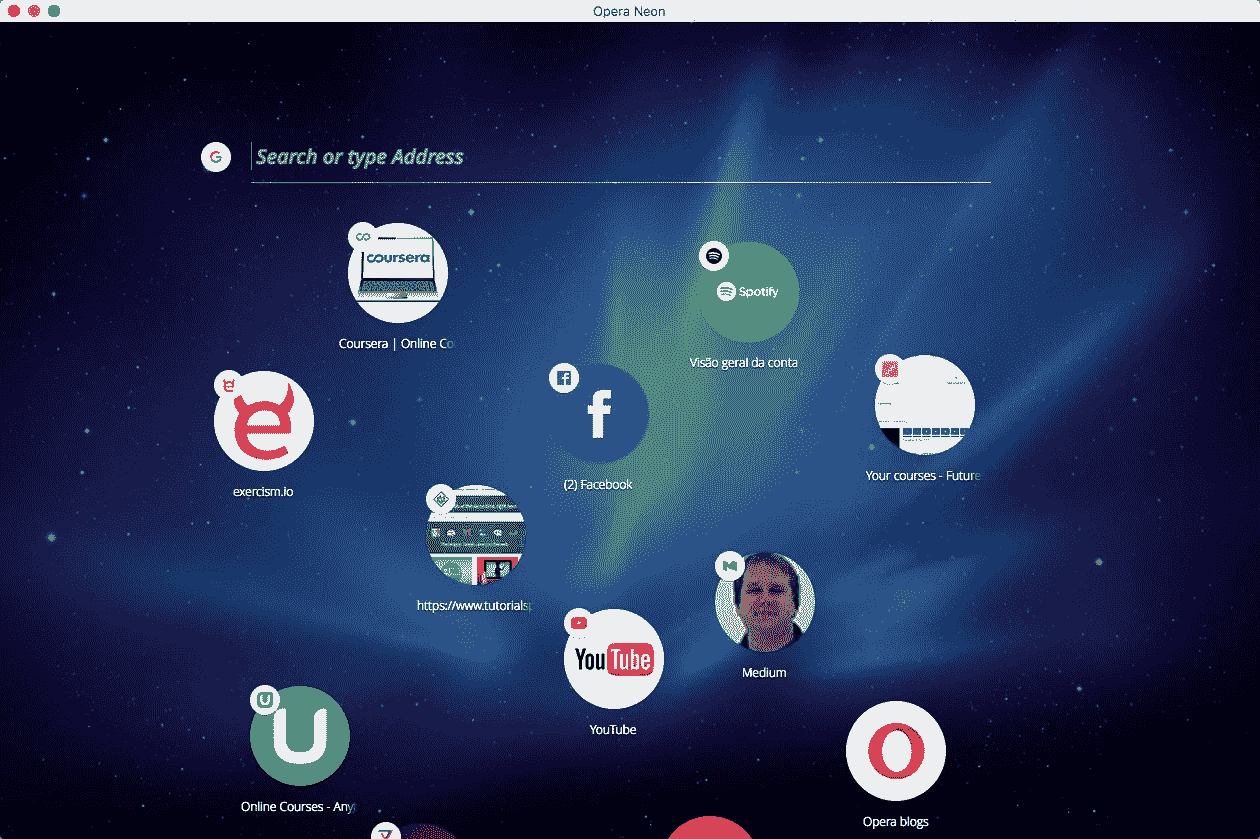 Opera Neon
G
Search or type Address
coursera
Coursera | Online Co
Spotify
Visão geral da conta
e
exercism.io
f
(2) Facebook
Your courses - Future
https://www.tutorialsp
YouTube
YouTube
Medium
U
Online Courses - Any
O
Opera blogs